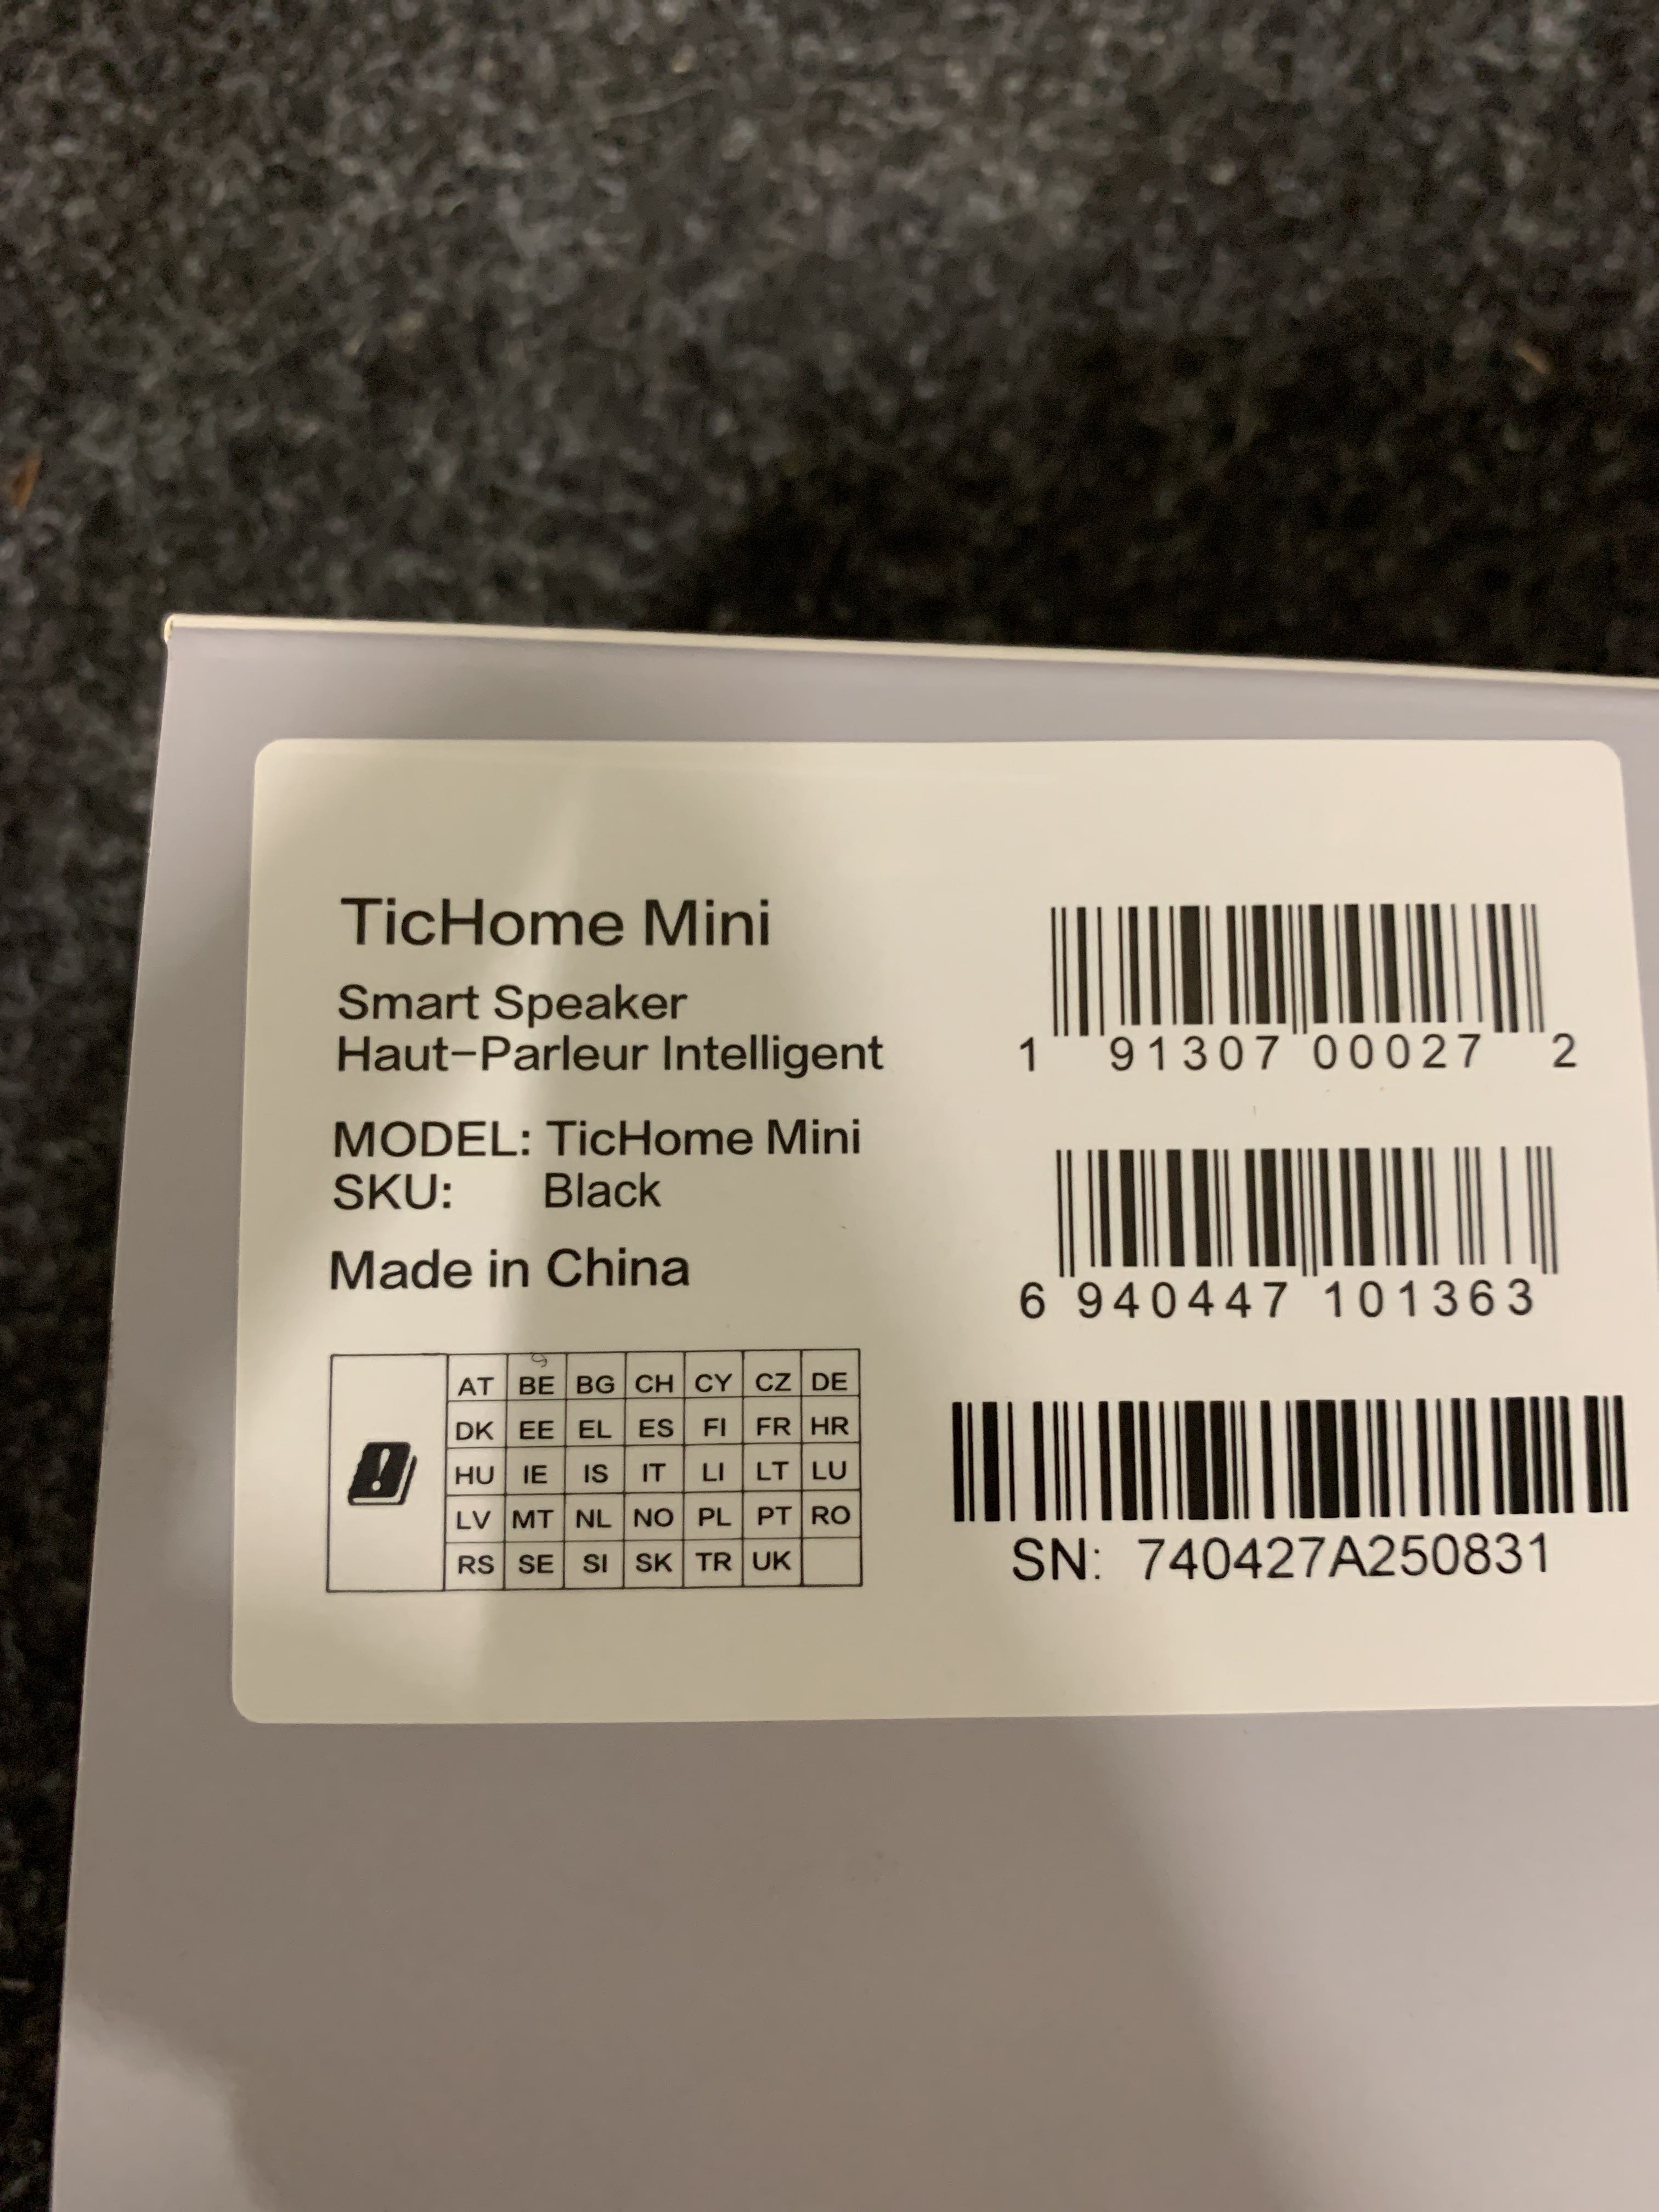 TicHome Mini
Smart Speaker
Haut-Parleur Intelligent
MODEL: TicHome Mini
SKU: Black
Made in China
AT BE BG CH CY CZ DE
DK EE EL ES FI FR HR
HU IE IS IT LI LT LU
LV MT NL NO PL PT RO
RS SE SI SK TR UK
1 91307 00027 2
6 940447 101363
SN: 740427A250831